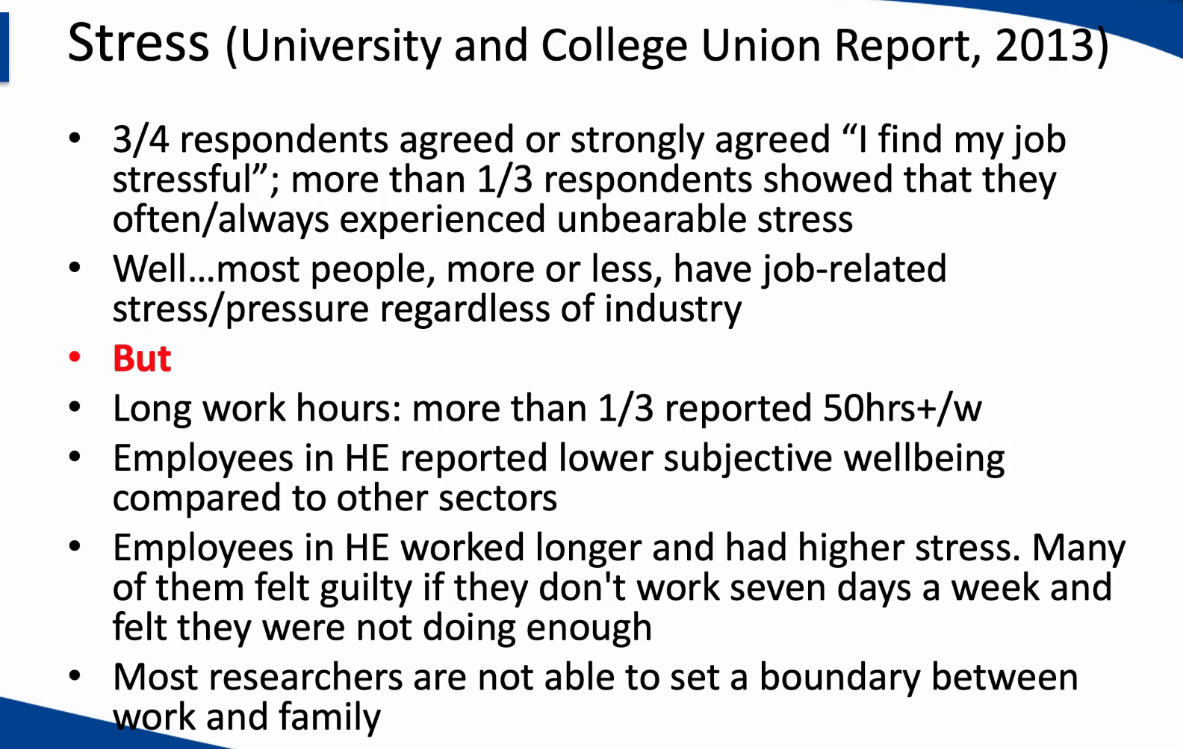 Stress (University and College Union Report, 2013)
• 3/4 respondents agreed or strongly agreed “I find my job
stressful”; more than 1/3 respondents showed that they
often/always experienced unbearable stress
• Well…most people, more or less, have job-related
stress/pressure regardless of industry
• But
• Long work hours: more than 1/3 reported 50hrs+/w
• Employees in HE reported lower subjective wellbeing
compared to other sectors
• Employees in HE worked longer and had higher stress. Many
of them felt guilty if they don't work seven days a week and
felt they were not doing enough
• Most researchers are not able to set a boundary between
work and family